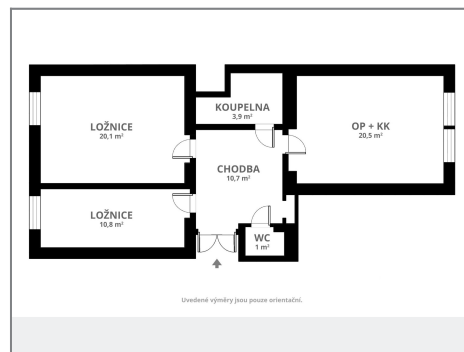 LOŽNICE
20,1 m²
KOUPELNA
3,9 m²
OP + KK
20,5 m²
CHODBA
10,7 m²
LOŽNICE
10,8 m²
WC
1 m²
Uvedené výměry jsou pouze orientační.